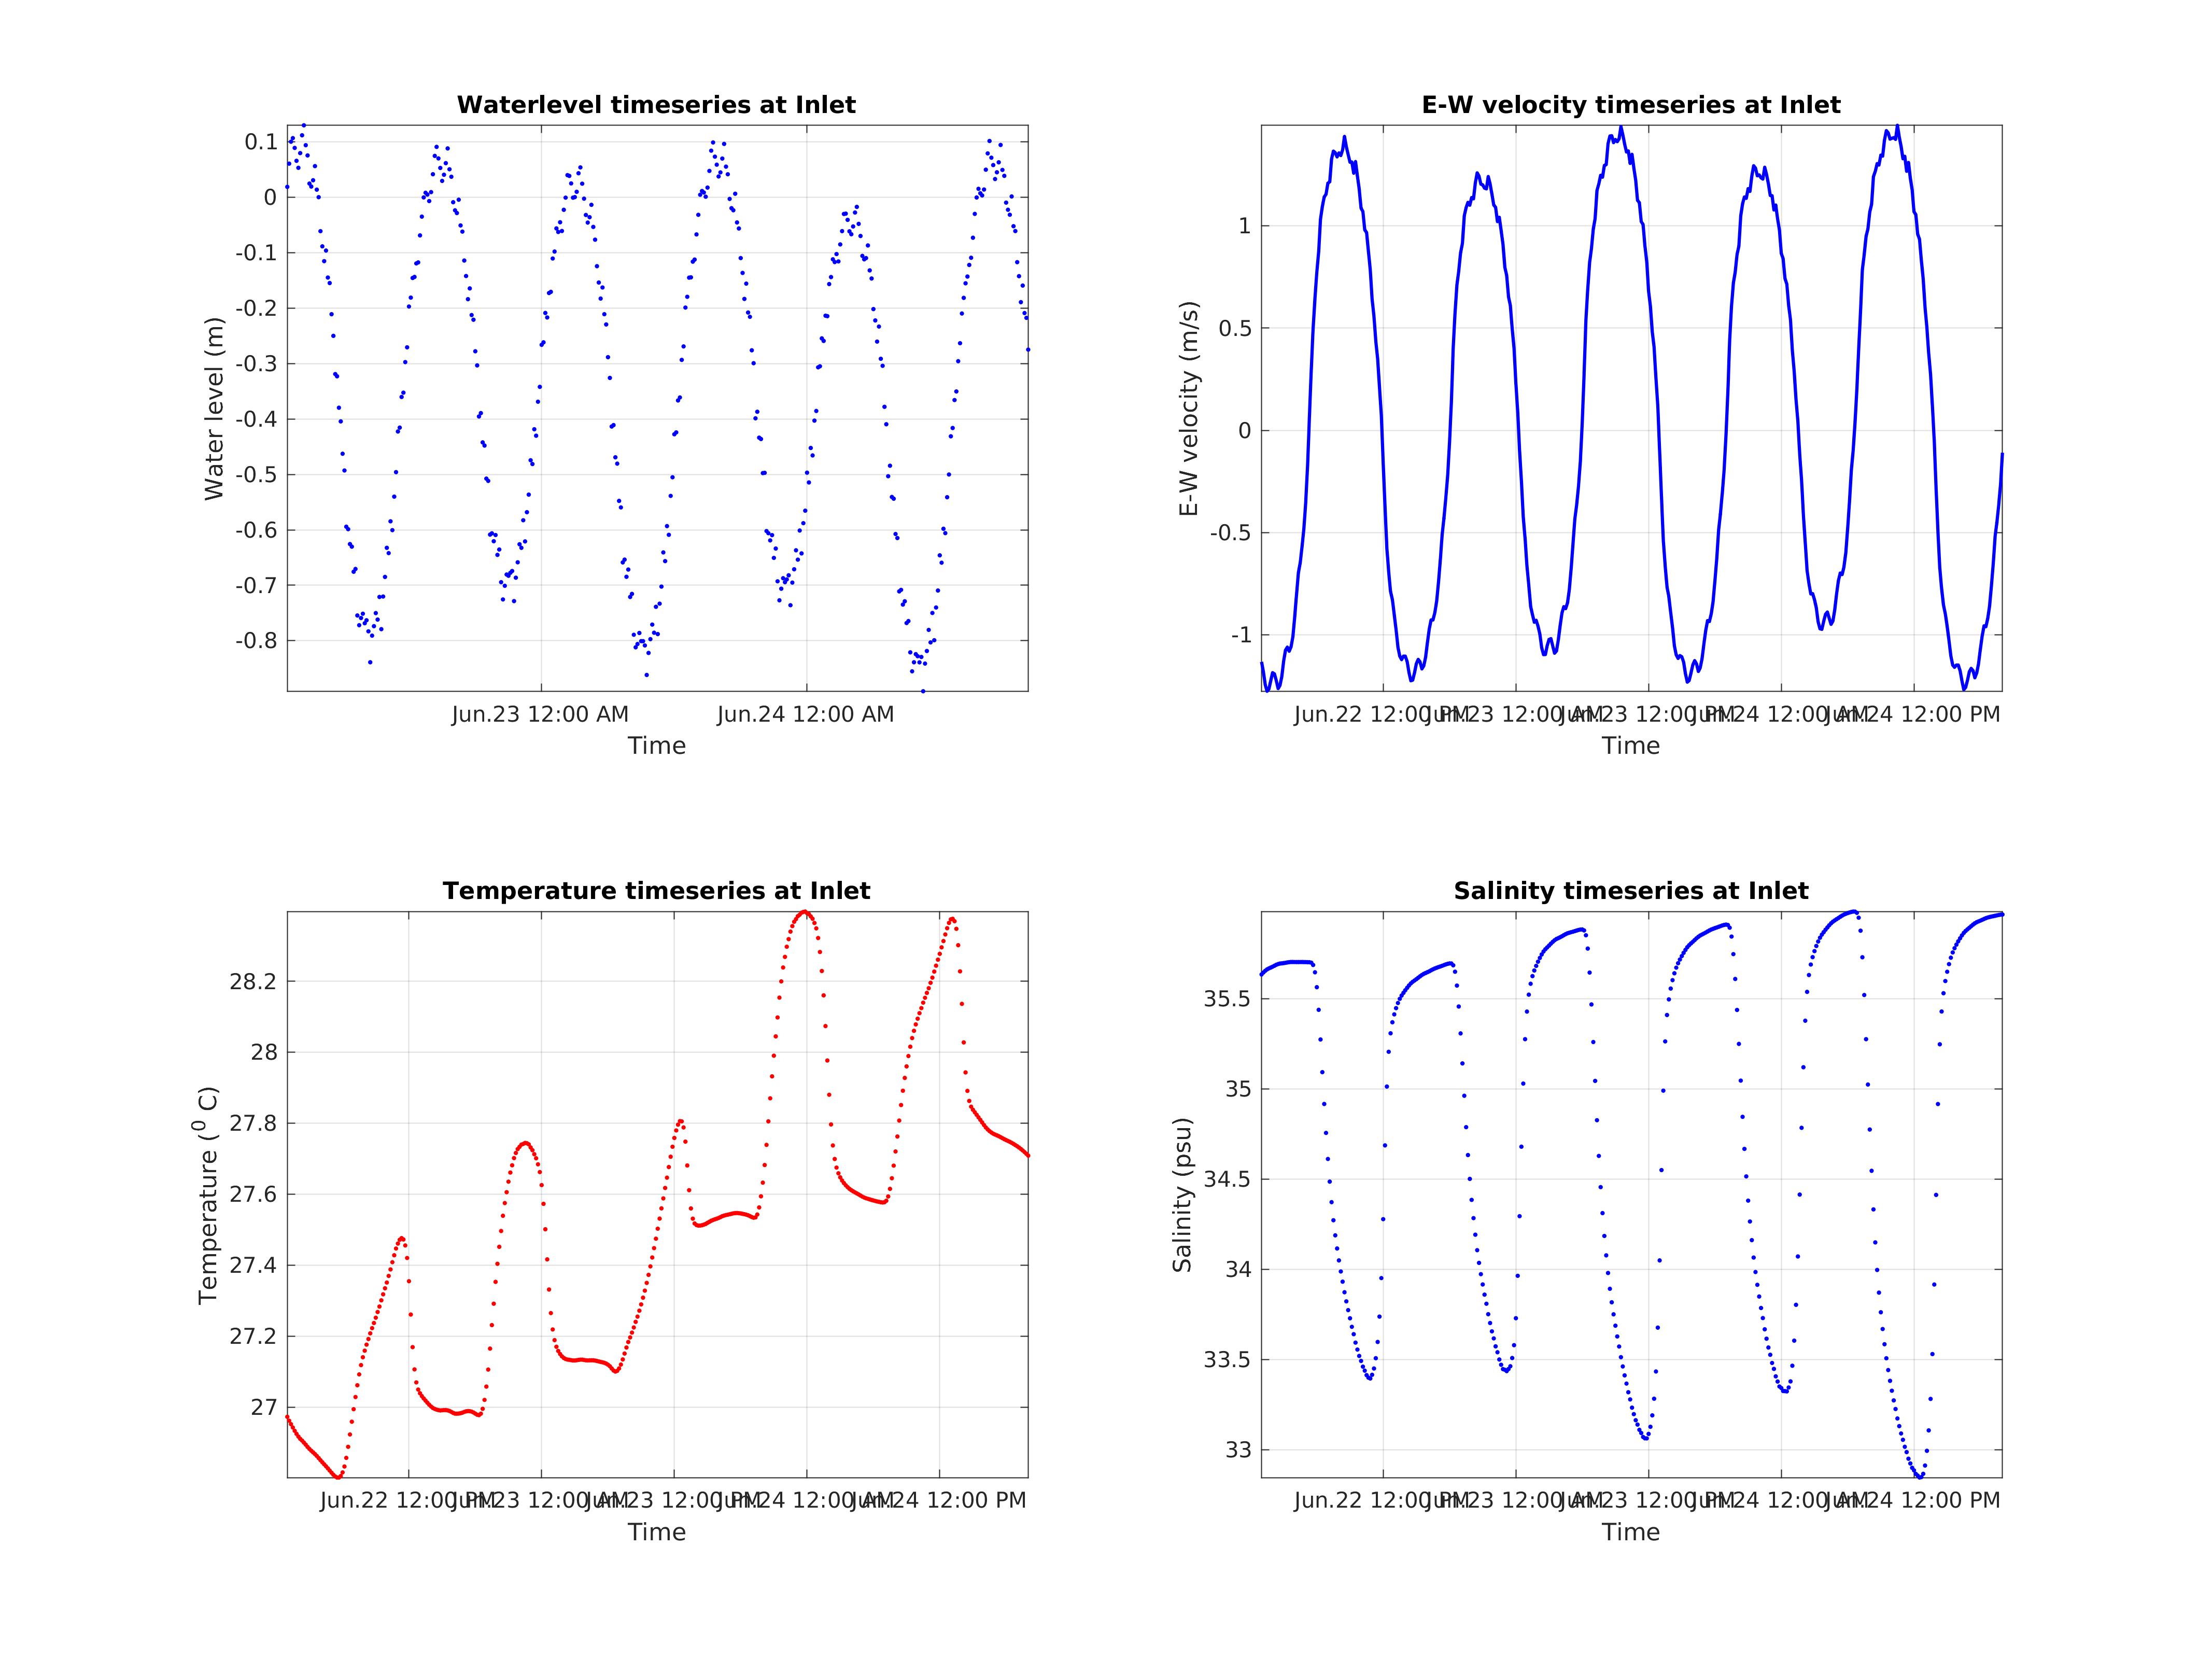 Waterlevel timeseries at Inlet
0.1
0
-0.1
-0.2
-0.3
-0.4
-0.5
-0.6
-0.7
-0.8
Water level (m)
Jun.23 12:00 AM
Jun.24 12:00 AM
Time
E-W velocity timeseries at Inlet
1
0.5
0
-0.5
-1
E-W velocity (m/s)
Jun.22 12:00 PM
Jun.23 12:00 AM
Jun.23 12:00 PM
Jun.24 12:00 AM
Jun.24 12:00 PM
Time
Temperature timeseries at Inlet
28.2
28
27.8
27.6
27.4
27.2
27
Temperature (⁰ C)
Jun.22 12:00 PM
Jun.23 12:00 AM
Jun.23 12:00 PM
Jun.24 12:00 AM
Jun.24 12:00 PM
Time
Salinity timeseries at Inlet
35.5
35
34.5
34
33.5
33
Salinity (psu)
Jun.22 12:00 PM
Jun.23 12:00 AM
Jun.23 12:00 PM
Jun.24 12:00 AM
Jun.24 12:00 PM
Time